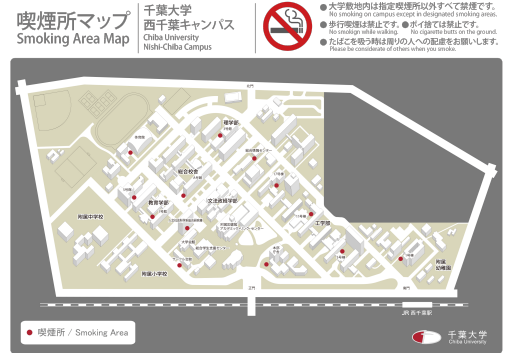 喫煙所マップ
Smoking Area Map
千葉大学
西千葉キャンパス
Chiba University
Nishi-Chiba Campus
● 大学敷地内は指定喫煙所以外すべて禁煙です。
No smoking on campus except in designated smoking areas.
● 歩行喫煙は禁止です。● ポイ捨ては禁止です。
No smokign while walking. No cigarette butts on the ground.
● たばこを吸う時は周りの人への配慮をお願いします。
Please be considerate of others when you smoke.
北門
理学部
総合校舎
教育学部
文法政経学部
工学部
附属中学校
附属小学校
附属
幼稚園
正門
南門
JR 西千葉駅
喫煙所 / Smoking Area
千葉大学
Chiba University